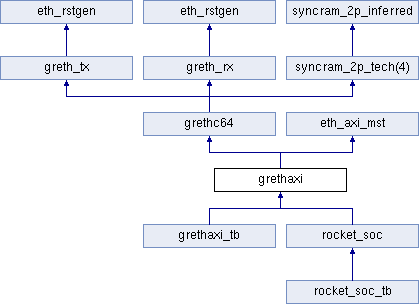 eth_rstgen eth_rstgen syncram_2p_inferred
greth_tx greth_rx syncram_2p_tech(4)
grethc64 eth_axi_mst
grethaxi
grethaxi_tb rocket_soc
rocket_soc_tb